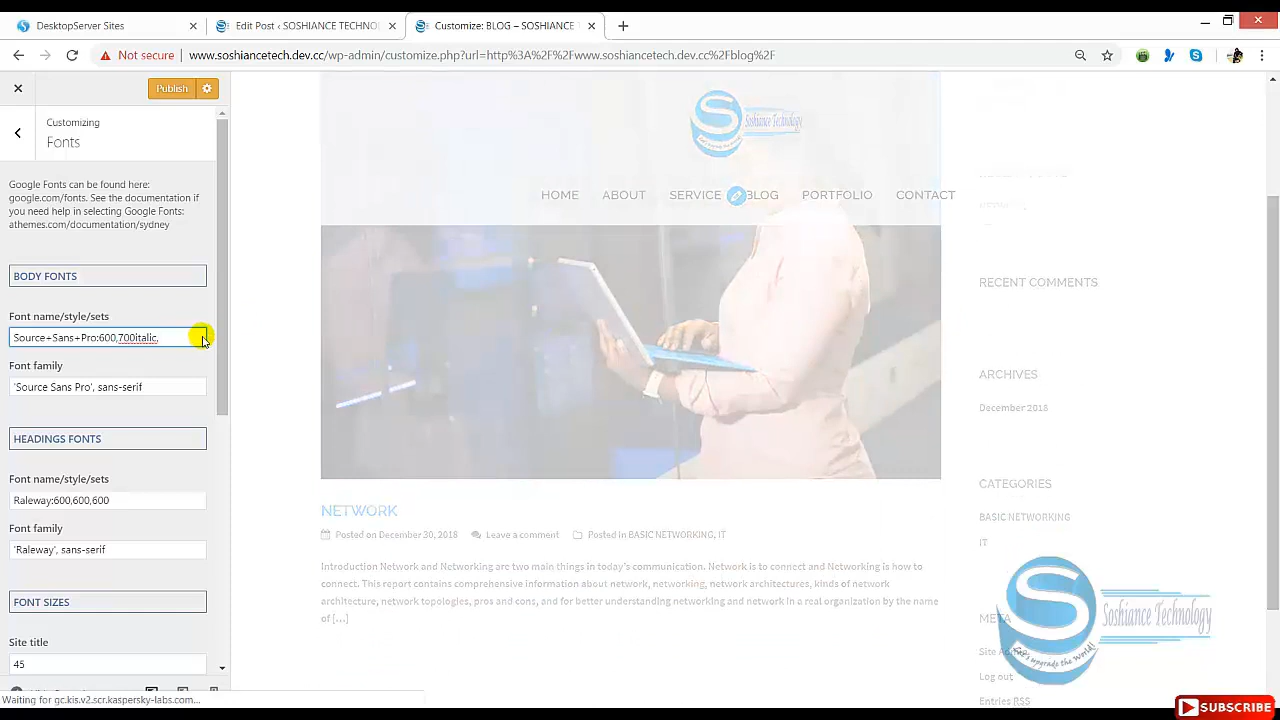 DesktopServer Sites
Edit Post ‹ SOSHIANCE TECHNOL
Customize: BLOG – SOSHIANCE T
Not secure
www.soshiancetech.dev.cc/wp-admin/customize.php?url=http%3A%2F%2Fwww.soshiancetech.dev.cc%2Fblog%2F
Publish
Customizing
Fonts
Google Fonts can be found here:
google.com/fonts. See the documentation if
you need help in selecting Google Fonts:
athemes.com/documentation/sydney
BODY FONTS
Font name/style/sets
Source+Sans+Pro:600,700italic,
Font family
'Source Sans Pro', sans-serif
HEADINGS FONTS
Font name/style/sets
Raleway:600,600,600
Font family
'Raleway', sans-serif
FONT SIZES
Site title
45
Waiting for gc.kis.v2.scr.kaspersky-labs.com...
Soshiance Technology
HOME ABOUT SERVICE BLOG PORTFOLIO CONTACT
NETWORK
Posted on December 30, 2018 Leave a comment Posted in BASIC NETWORKING, IT
Introduction Network and Networking are two main things in today's communication. Network is to connect and Networking is how to
connect. This report contains comprehensive information about network, networking, network architectures, kinds of network
architecture, network topologies, pros and cons, and for better understanding networking and network in a real organization by the name
of […]
RECENT COMMENTS
ARCHIVES
December 2018
CATEGORIES
BASIC NETWORKING
IT
META
Site Admin
Log out
Entries RSS
Soshiance Technology
Let's upgrade the world!
SUBSCRIBE